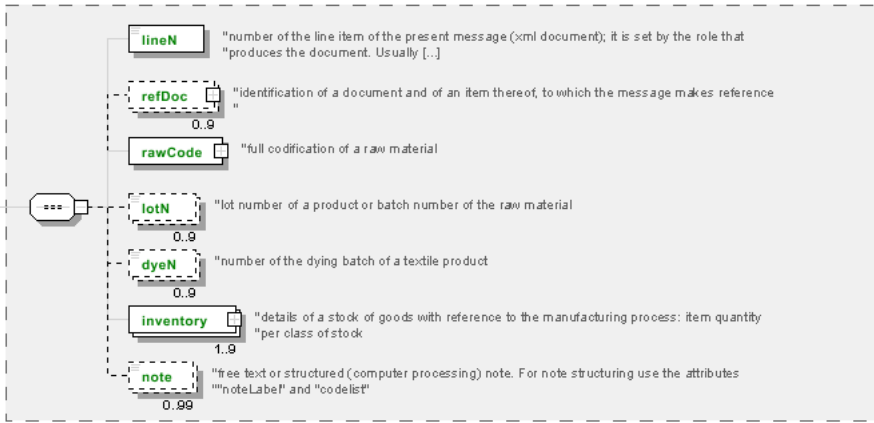 lineN
"number of the line item of the present message (xml document); it is set by the role that
"produces the document. Usually [...]
refDoc
"identification of a document and of an item thereof, to which the message makes reference
"
0..9
rawCode
"full codification of a raw material
lotN
"lot number of a product or batch number of the raw material
0..9
dyeN
"number of the dying batch of a textile product
0..9
inventory
"details of a stock of goods with reference to the manufacturing process: item quantity
"per class of stock
1..9
note
"free text or structured (computer processing) note. For note structuring use the attributes
""noteLabel" and "codelist"
0..99